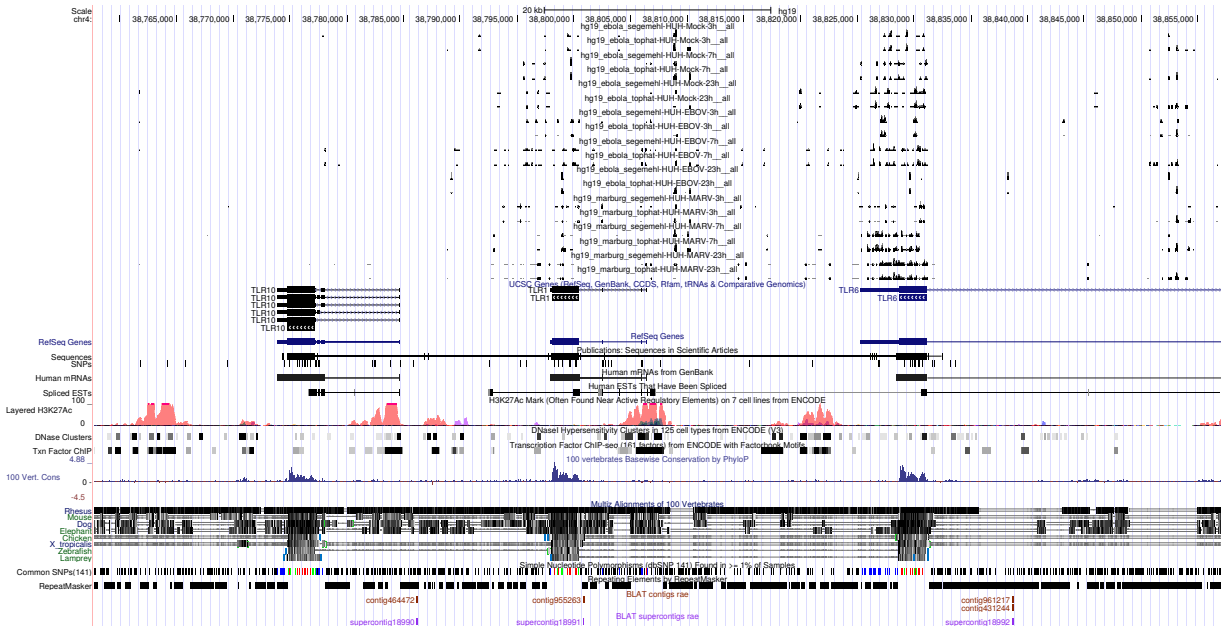 Scale 20 kb hg19
chr4: 38,765,000 38,770,000 38,775,000 38,780,000 38,785,000 38,790,000 38,795,000 38,800,000 38,805,000 38,810,000 38,815,000 38,820,000 38,825,000 38,830,000 38,835,000 38,840,000 38,845,000 38,850,000 38,855,000
hg19_ebola_segemehl-HUH-Mock-3h__all
hg19_ebola_tophat-HUH-Mock-3h__all
hg19_ebola_segemehl-HUH-Mock-7h__all
hg19_ebola_tophat-HUH-Mock-7h__all
hg19_ebola_segemehl-HUH-Mock-23h__all
hg19_ebola_tophat-HUH-Mock-23h__all
hg19_ebola_segemehl-HUH-EBOV-3h__all
hg19_ebola_tophat-HUH-EBOV-3h__all
hg19_ebola_segemehl-HUH-EBOV-7h__all
hg19_ebola_tophat-HUH-EBOV-7h__all
hg19_ebola_segemehl-HUH-EBOV-23h__all
hg19_ebola_tophat-HUH-EBOV-23h__all
hg19_marburg_segemehl-HUH-MARV-3h__all
hg19_marburg_tophat-HUH-MARV-3h__all
hg19_marburg_segemehl-HUH-MARV-7h__all
hg19_marburg_tophat-HUH-MARV-7h__all
hg19_marburg_segemehl-HUH-MARV-23h__all
hg19_marburg_tophat-HUH-MARV-23h__all
UCSC Genes (RefSeq, GenBank, CCDS, Rfam, tRNAs & Comparative Genomics)
TLR10 TLR1 TLR6
TLR10 TLR1 TLR6
TLR10
TLR10
TLR10
TLR10
RefSeq Genes
RefSeq Genes
Publications: Sequences in Scientific Articles
Sequences
SNPs
Human mRNAs from GenBank
Human mRNAs
Human ESTs That Have Been Spliced
Spliced ESTs
H3K27Ac Mark (Often Found Near Active Regulatory Elements) on 7 cell lines from ENCODE
100
Layered H3K27Ac
0
DNaseI Hypersensitivity Clusters in 125 cell types from ENCODE (V3)
DNase Clusters
Transcription Factor ChIP-seq (161 factors) from ENCODE with Factorbook Motifs
Txn Factor ChIP
100 vertebrates Basewise Conservation by PhyloP
4.88
100 Vert. Cons
0
-4.5
Multiz Alignments of 100 Vertebrates
Rhesus
Mouse
Dog
Elephant
Chicken
X_tropicalis
Zebrafish
Lamprey
Simple Nucleotide Polymorphisms (dbSNP 141) Found in >= 1% of Samples
Common SNPs(141)
Repeating Elements by RepeatMasker
RepeatMasker
BLAT contigs rae
contig464472 contig955263 contig961217
contig431244
BLAT supercontigs rae
supercontig18990 supercontig18991 supercontig18992